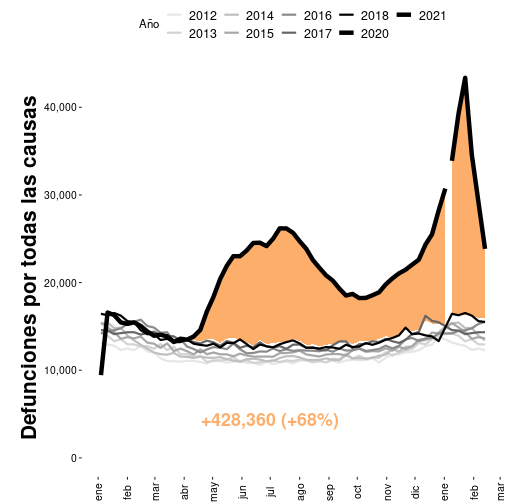 Año 2012 2014 2016 2018 2021
2013 2015 2017 2020
Defunciones por todas las causas
40,000
30,000
20,000
10,000
0
+428,360 (+68%)
ene feb mar abr may jun jul ago sep oct nov dic ene feb mar